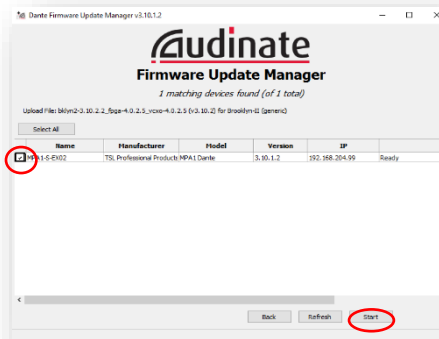 Dante Firmware Update Manager v3.10.1.2
Audinate
Firmware Update Manager
1 matching devices found (of 1 total)
Upload File: bklyn2-3.10.2.2_fpga-4.0.2.5_vcxo-4.0.2.5 (v3.10.2) for Brooklyn-II (generic)
Select All
Name Manufacturer Model Version IP
MPA1-S-EX02 TSL Professional Products MPA1 Dante 3.10.1.2 192.168.204.99 Ready
Back Refresh Start